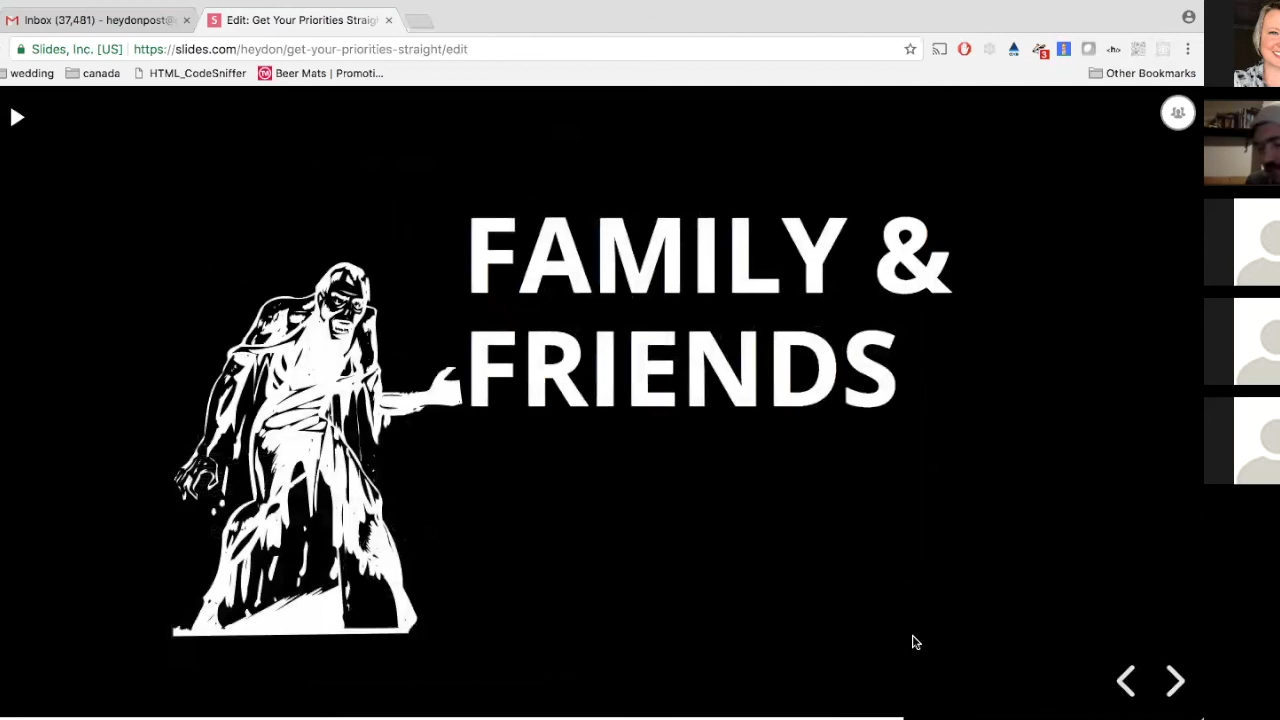 Inbox (37,481) - heydonpost@
Edit: Get Your Priorities Straigh
Slides, Inc. [US]
https://slides.com/heydon/get-your-priorities-straight/edit
wedding
canada
HTML_CodeSniffer
Beer Mats | Promoti...
Other Bookmarks
FAMILY &
FRIENDS